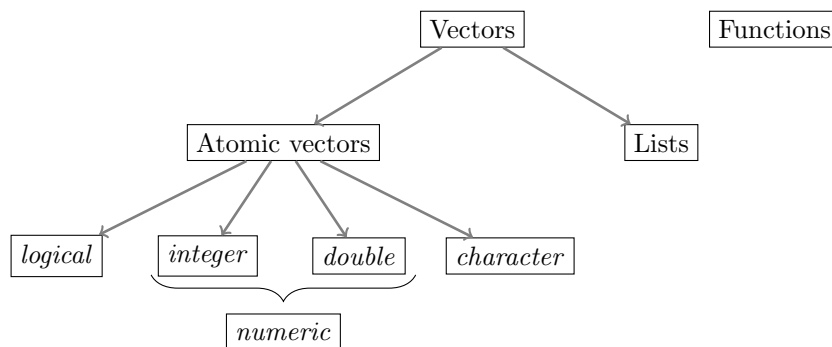 Vectors
Functions
Atomic vectors
Lists
logical
integer
double
character
numeric